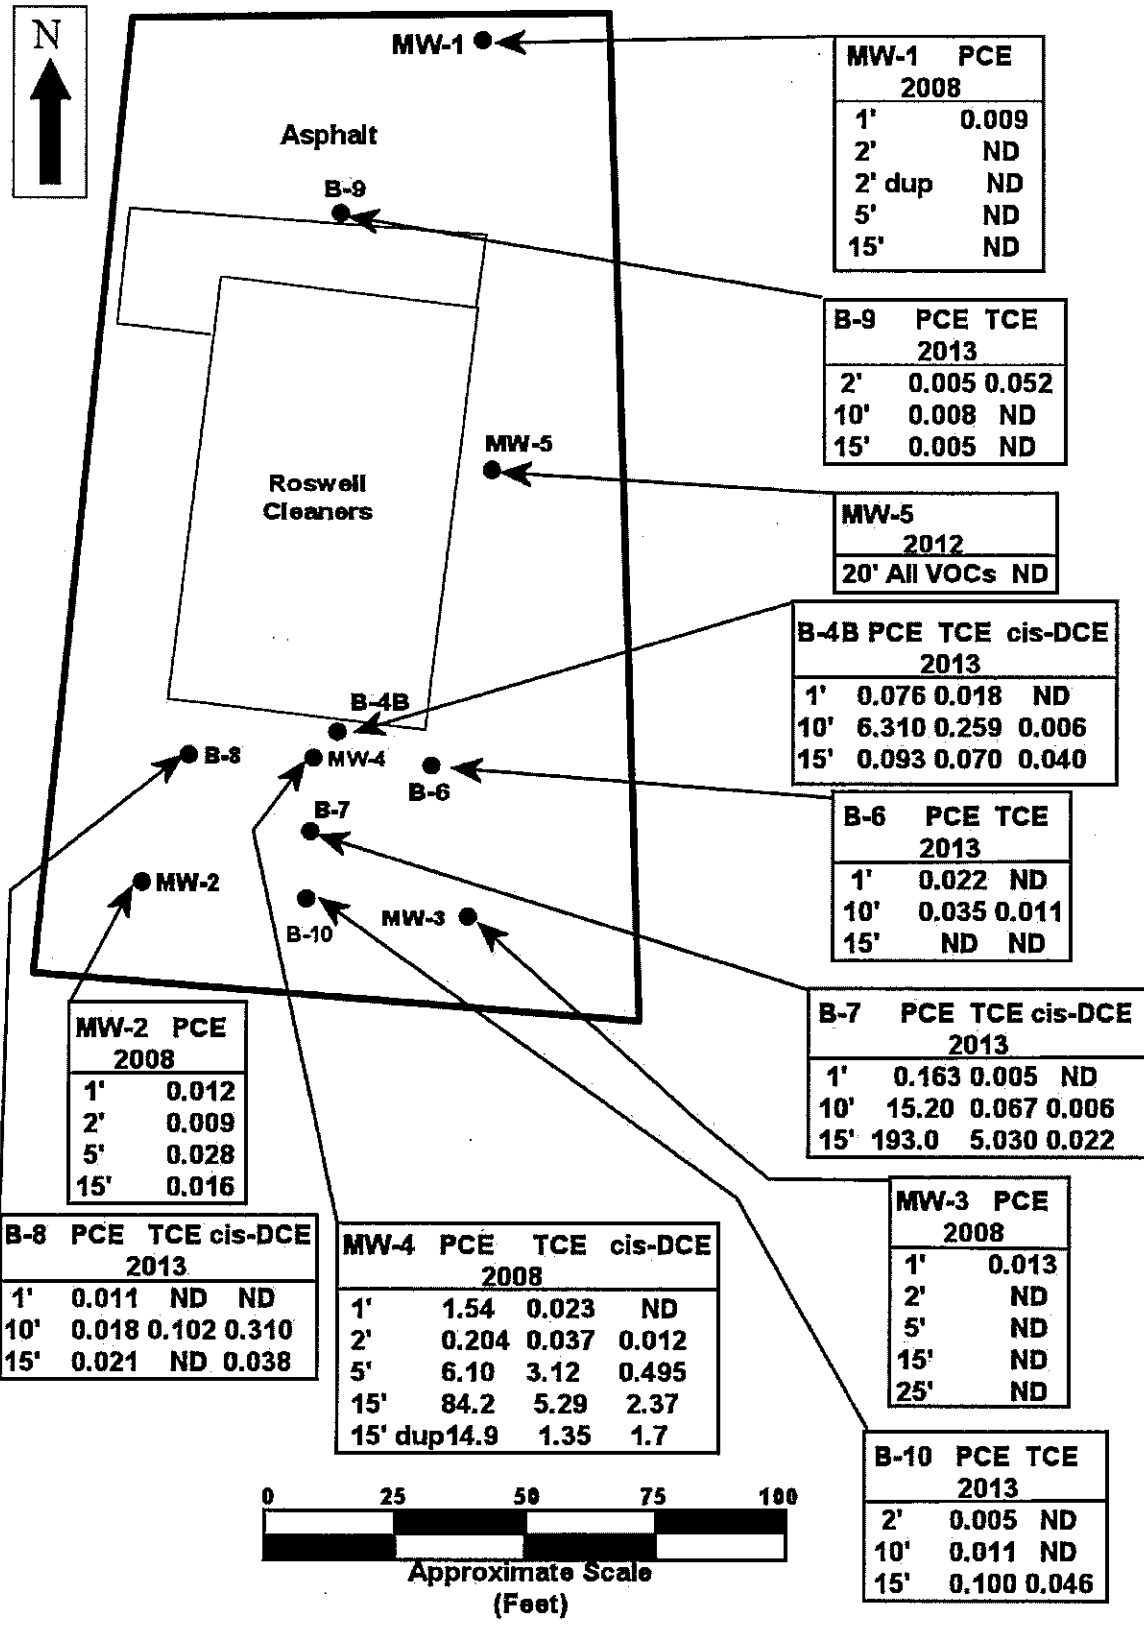 N
MW-1
Asphalt
B-9
MW-5
Roswell
Cleaners
B-4B
B-8
MW-4
B-6
B-7
MW-2
B-10
MW-3
MW-1 PCE
2008
1' 0.009
2' ND
2' dup ND
5' ND
15' ND
B-9 PCE TCE
2013
2' 0.005 0.052
10' 0.008 ND
15' 0.005 ND
MW-5
2012
20' All VOCs ND
B-4B PCE TCE cis-DCE
2013
1' 0.076 0.018 ND
10' 6.310 0.259 0.006
15' 0.093 0.070 0.040
B-6 PCE TCE
2013
1' 0.022 ND
10' 0.035 0.011
15' ND ND
B-7 PCE TCE cis-DCE
2013
1' 0.163 0.005 ND
10' 15.20 0.067 0.006
15' 193.0 5.030 0.022
MW-2 PCE
2008
1' 0.012
2' 0.009
5' 0.028
15' 0.016
MW-3 PCE
2008
1' 0.013
2' ND
5' ND
15' ND
25' ND
B-8 PCE TCE cis-DCE
2013
1' 0.011 ND ND
10' 0.018 0.102 0.310
15' 0.021 ND 0.038
MW-4 PCE TCE cis-DCE
2008
1' 1.54 0.023 ND
2' 0.204 0.037 0.012
5' 6.10 3.12 0.495
15' 84.2 5.29 2.37
15' dup 14.9 1.35 1.7
B-10 PCE TCE
2013
2' 0.005 ND
10' 0.011 ND
15' 0.100 0.046
0 25 50 75 100
Approximate Scale
(Feet)